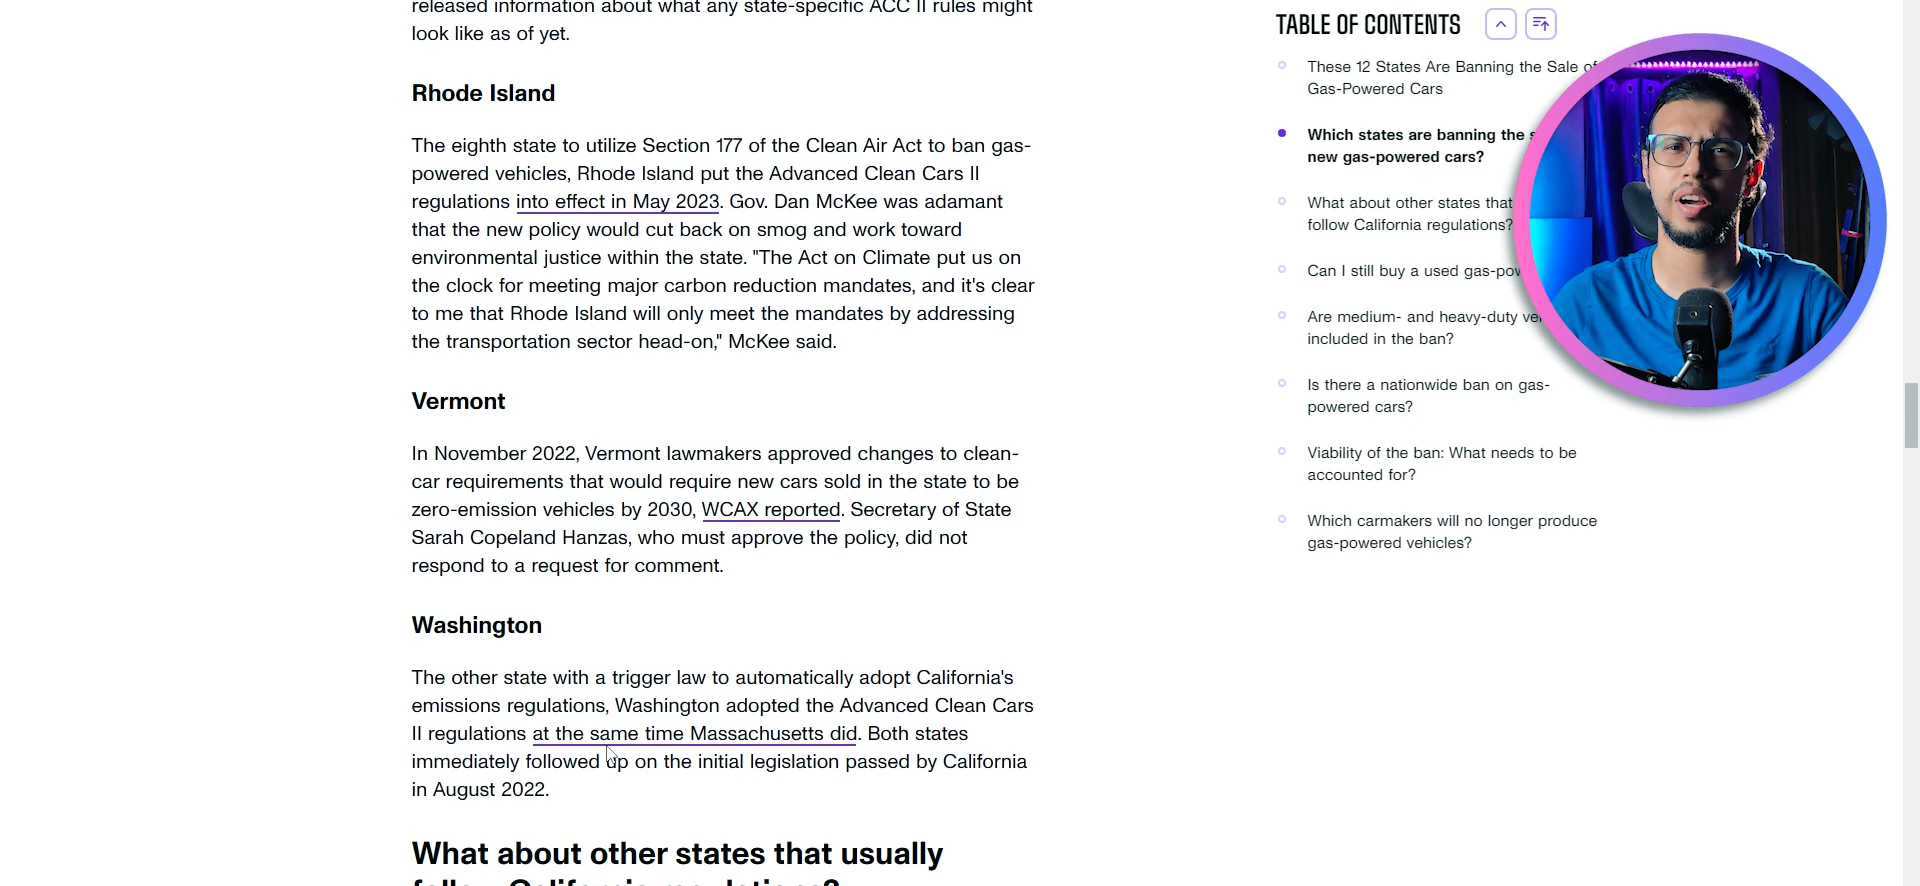 released information about what any state-specific ACC II rules might
look like as of yet.
Rhode Island
The eighth state to utilize Section 177 of the Clean Air Act to ban gas-
powered vehicles, Rhode Island put the Advanced Clean Cars II
regulations into effect in May 2023. Gov. Dan McKee was adamant
that the new policy would cut back on smog and work toward
environmental justice within the state. "The Act on Climate put us on
the clock for meeting major carbon reduction mandates, and it's clear
to me that Rhode Island will only meet the mandates by addressing
the transportation sector head-on," McKee said.
Vermont
In November 2022, Vermont lawmakers approved changes to clean-
car requirements that would require new cars sold in the state to be
zero-emission vehicles by 2030, WCAX reported. Secretary of State
Sarah Copeland Hanzas, who must approve the policy, did not
respond to a request for comment.
Washington
The other state with a trigger law to automatically adopt California's
emissions regulations, Washington adopted the Advanced Clean Cars
II regulations at the same time Massachusetts did. Both states
immediately followed up on the initial legislation passed by California
in August 2022.
What about other states that usually
follow California regulations?
TABLE OF CONTENTS
These 12 States Are Banning the Sale of
Gas-Powered Cars
Which states are banning the
new gas-powered cars?
What about other states that
follow California regulations?
Can I still buy a used
Are medium- and heavy-duty
included in the ban?
Is there a nationwide ban on gas-
powered cars?
Viability of the ban: What needs to be
accounted for?
Which carmakers will no longer produce
gas-powered vehicles?